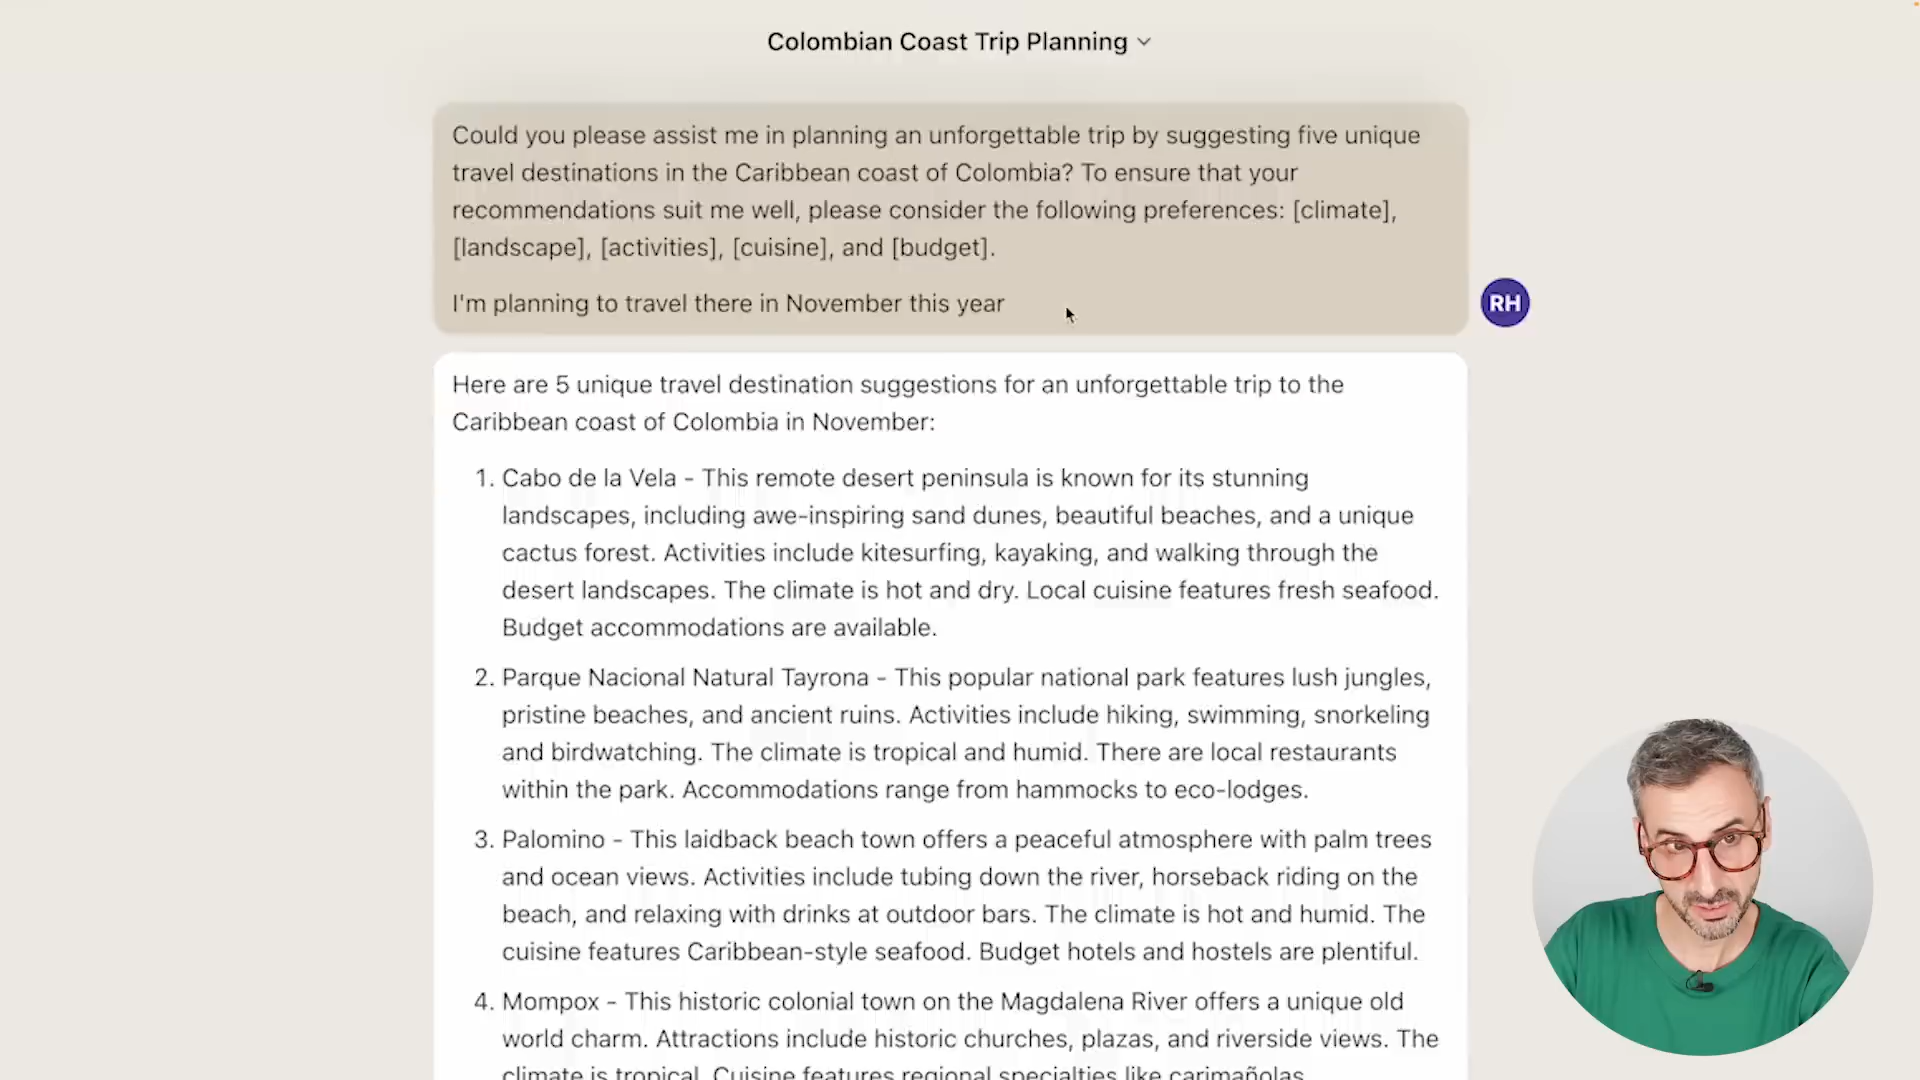 Colombian Coast Trip Planning
Could you please assist me in planning an unforgettable trip by suggesting five unique
travel destinations in the Caribbean coast of Colombia? To ensure that your
recommendations suit me well, please consider the following preferences: [climate],
[landscape], [activities], [cuisine], and [budget].
I'm planning to travel there in November this year
RH
Here are 5 unique travel destination suggestions for an unforgettable trip to the
Caribbean coast of Colombia in November:
1. Cabo de la Vela - This remote desert peninsula is known for its stunning
landscapes, including awe-inspiring sand dunes, beautiful beaches, and a unique
cactus forest. Activities include kitesurfing, kayaking, and walking through the
desert landscapes. The climate is hot and dry. Local cuisine features fresh seafood.
Budget accommodations are available.
2. Parque Nacional Natural Tayrona - This popular national park features lush jungles,
pristine beaches, and ancient ruins. Activities include hiking, swimming, snorkeling
and birdwatching. The climate is tropical and humid. There are local restaurants
within the park. Accommodations range from hammocks to eco-lodges.
3. Palomino - This laidback beach town offers a peaceful atmosphere with palm trees
and ocean views. Activities include tubing down the river, horseback riding on the
beach, and relaxing with drinks at outdoor bars. The climate is hot and humid. The
cuisine features Caribbean-style seafood. Budget hotels and hostels are plentiful.
4. Mompox - This historic colonial town on the Magdalena River offers a unique old
world charm. Attractions include historic churches, plazas, and riverside views. The
climate is tropical. Cuisine features regional specialties like carimañolas